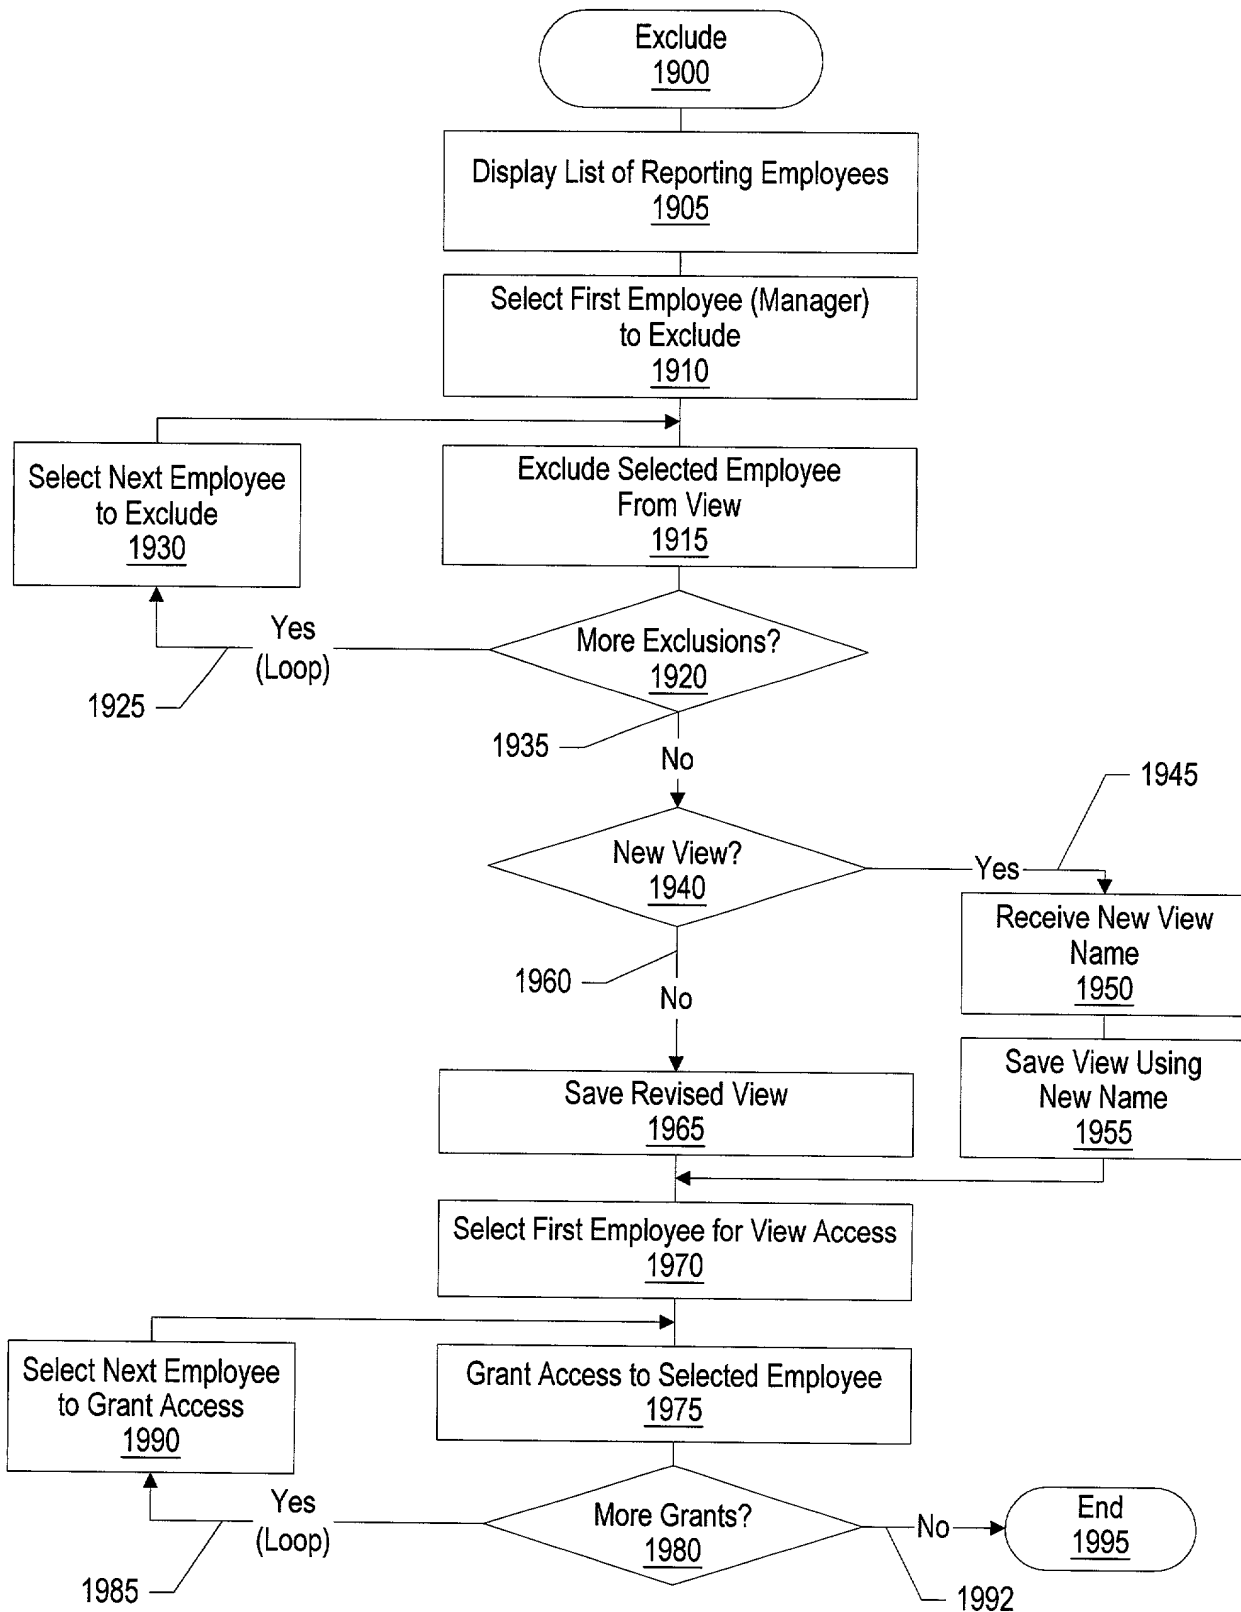 Exclude
1900
Display List of Reporting Employees
1905
Select First Employee (Manager)
to Exclude
1910
Select Next Employee
to Exclude
1930
Exclude Selected Employee
From View
1915
Yes
(Loop)
1925
More Exclusions?
1920
1935
No
1945
New View?
1940
Yes
Receive New View
Name
1950
1960
No
Save View Using
New Name
1955
Save Revised View
1965
Select First Employee for View Access
1970
Select Next Employee
to Grant Access
1990
Grant Access to Selected Employee
1975
Yes
(Loop)
1985
More Grants?
1980
No
1992
End
1995